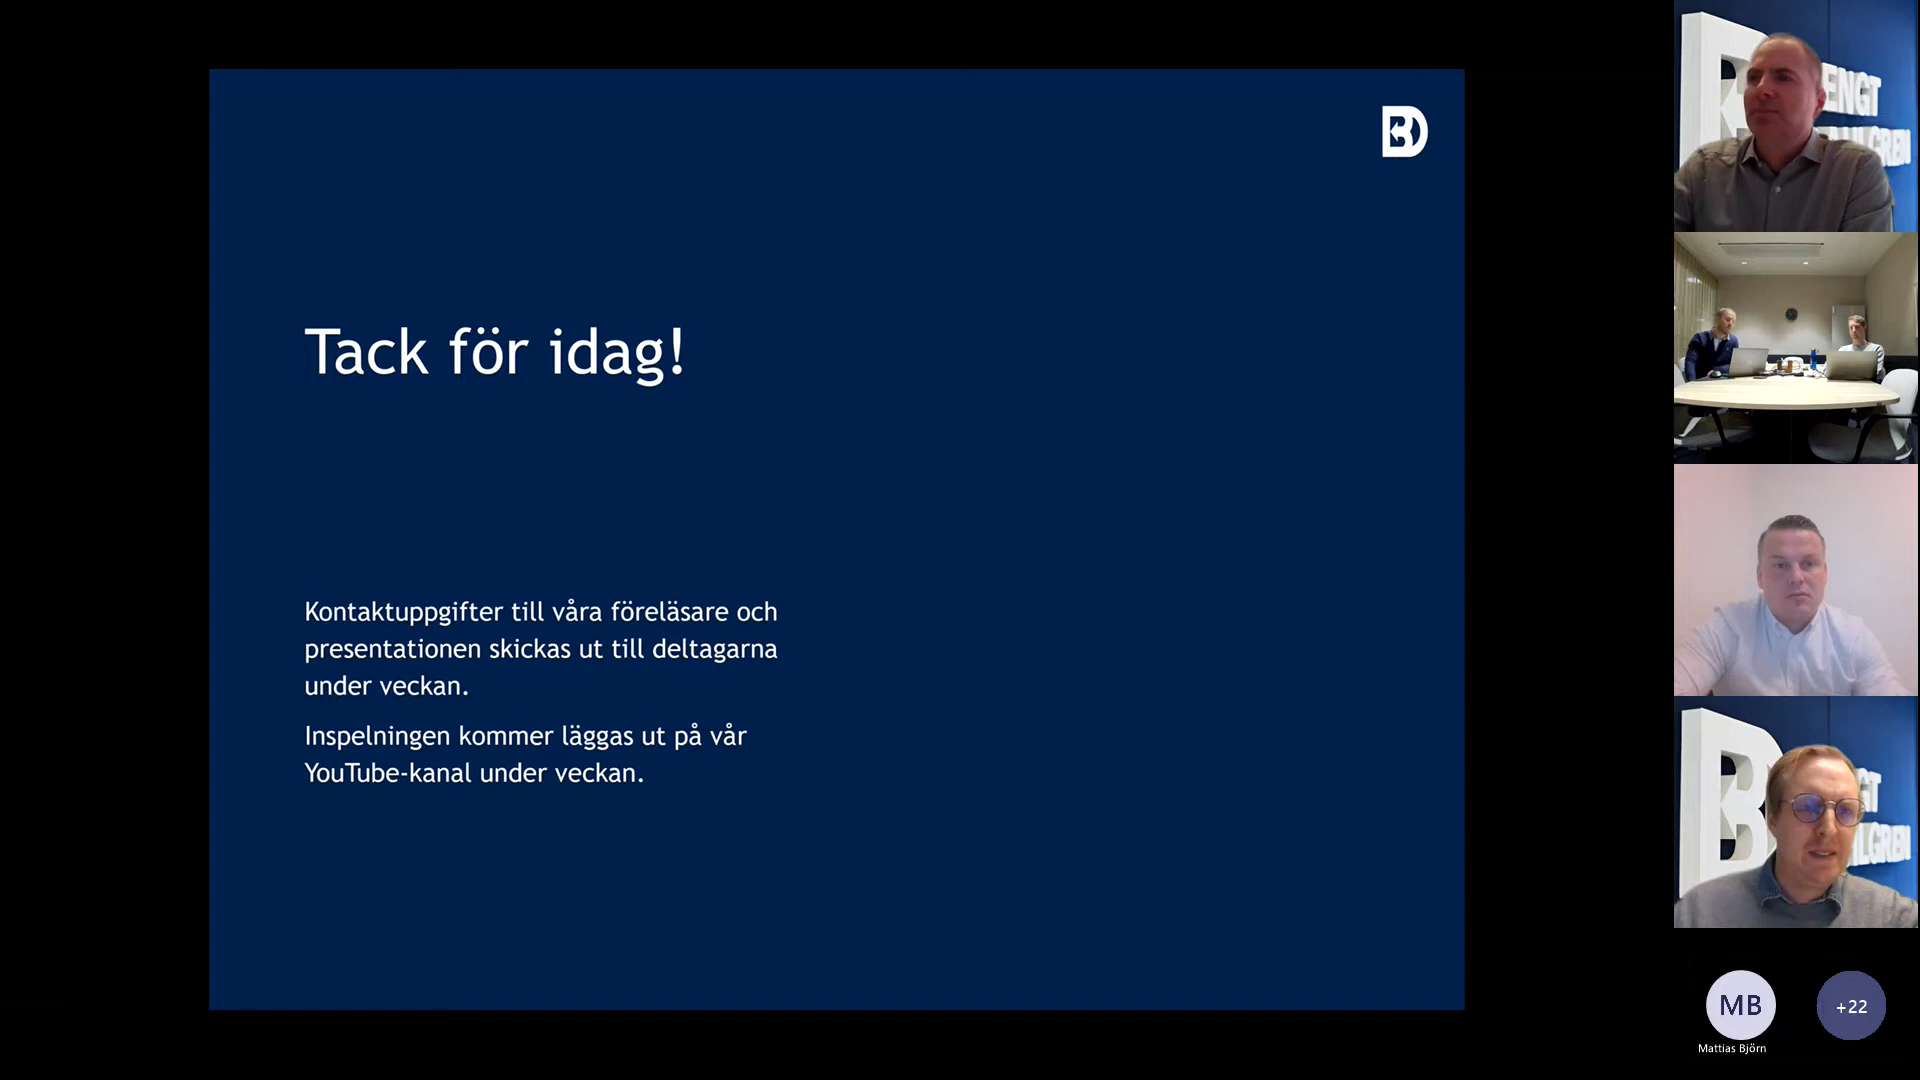 Tack för idag!
Kontaktuppgifter till våra föreläsare och
presentationen skickas ut till deltagarna
under veckan.
Inspelningen kommer läggas ut på vår
YouTube-kanal under veckan.
BD
MB
+22
Mattias Björn